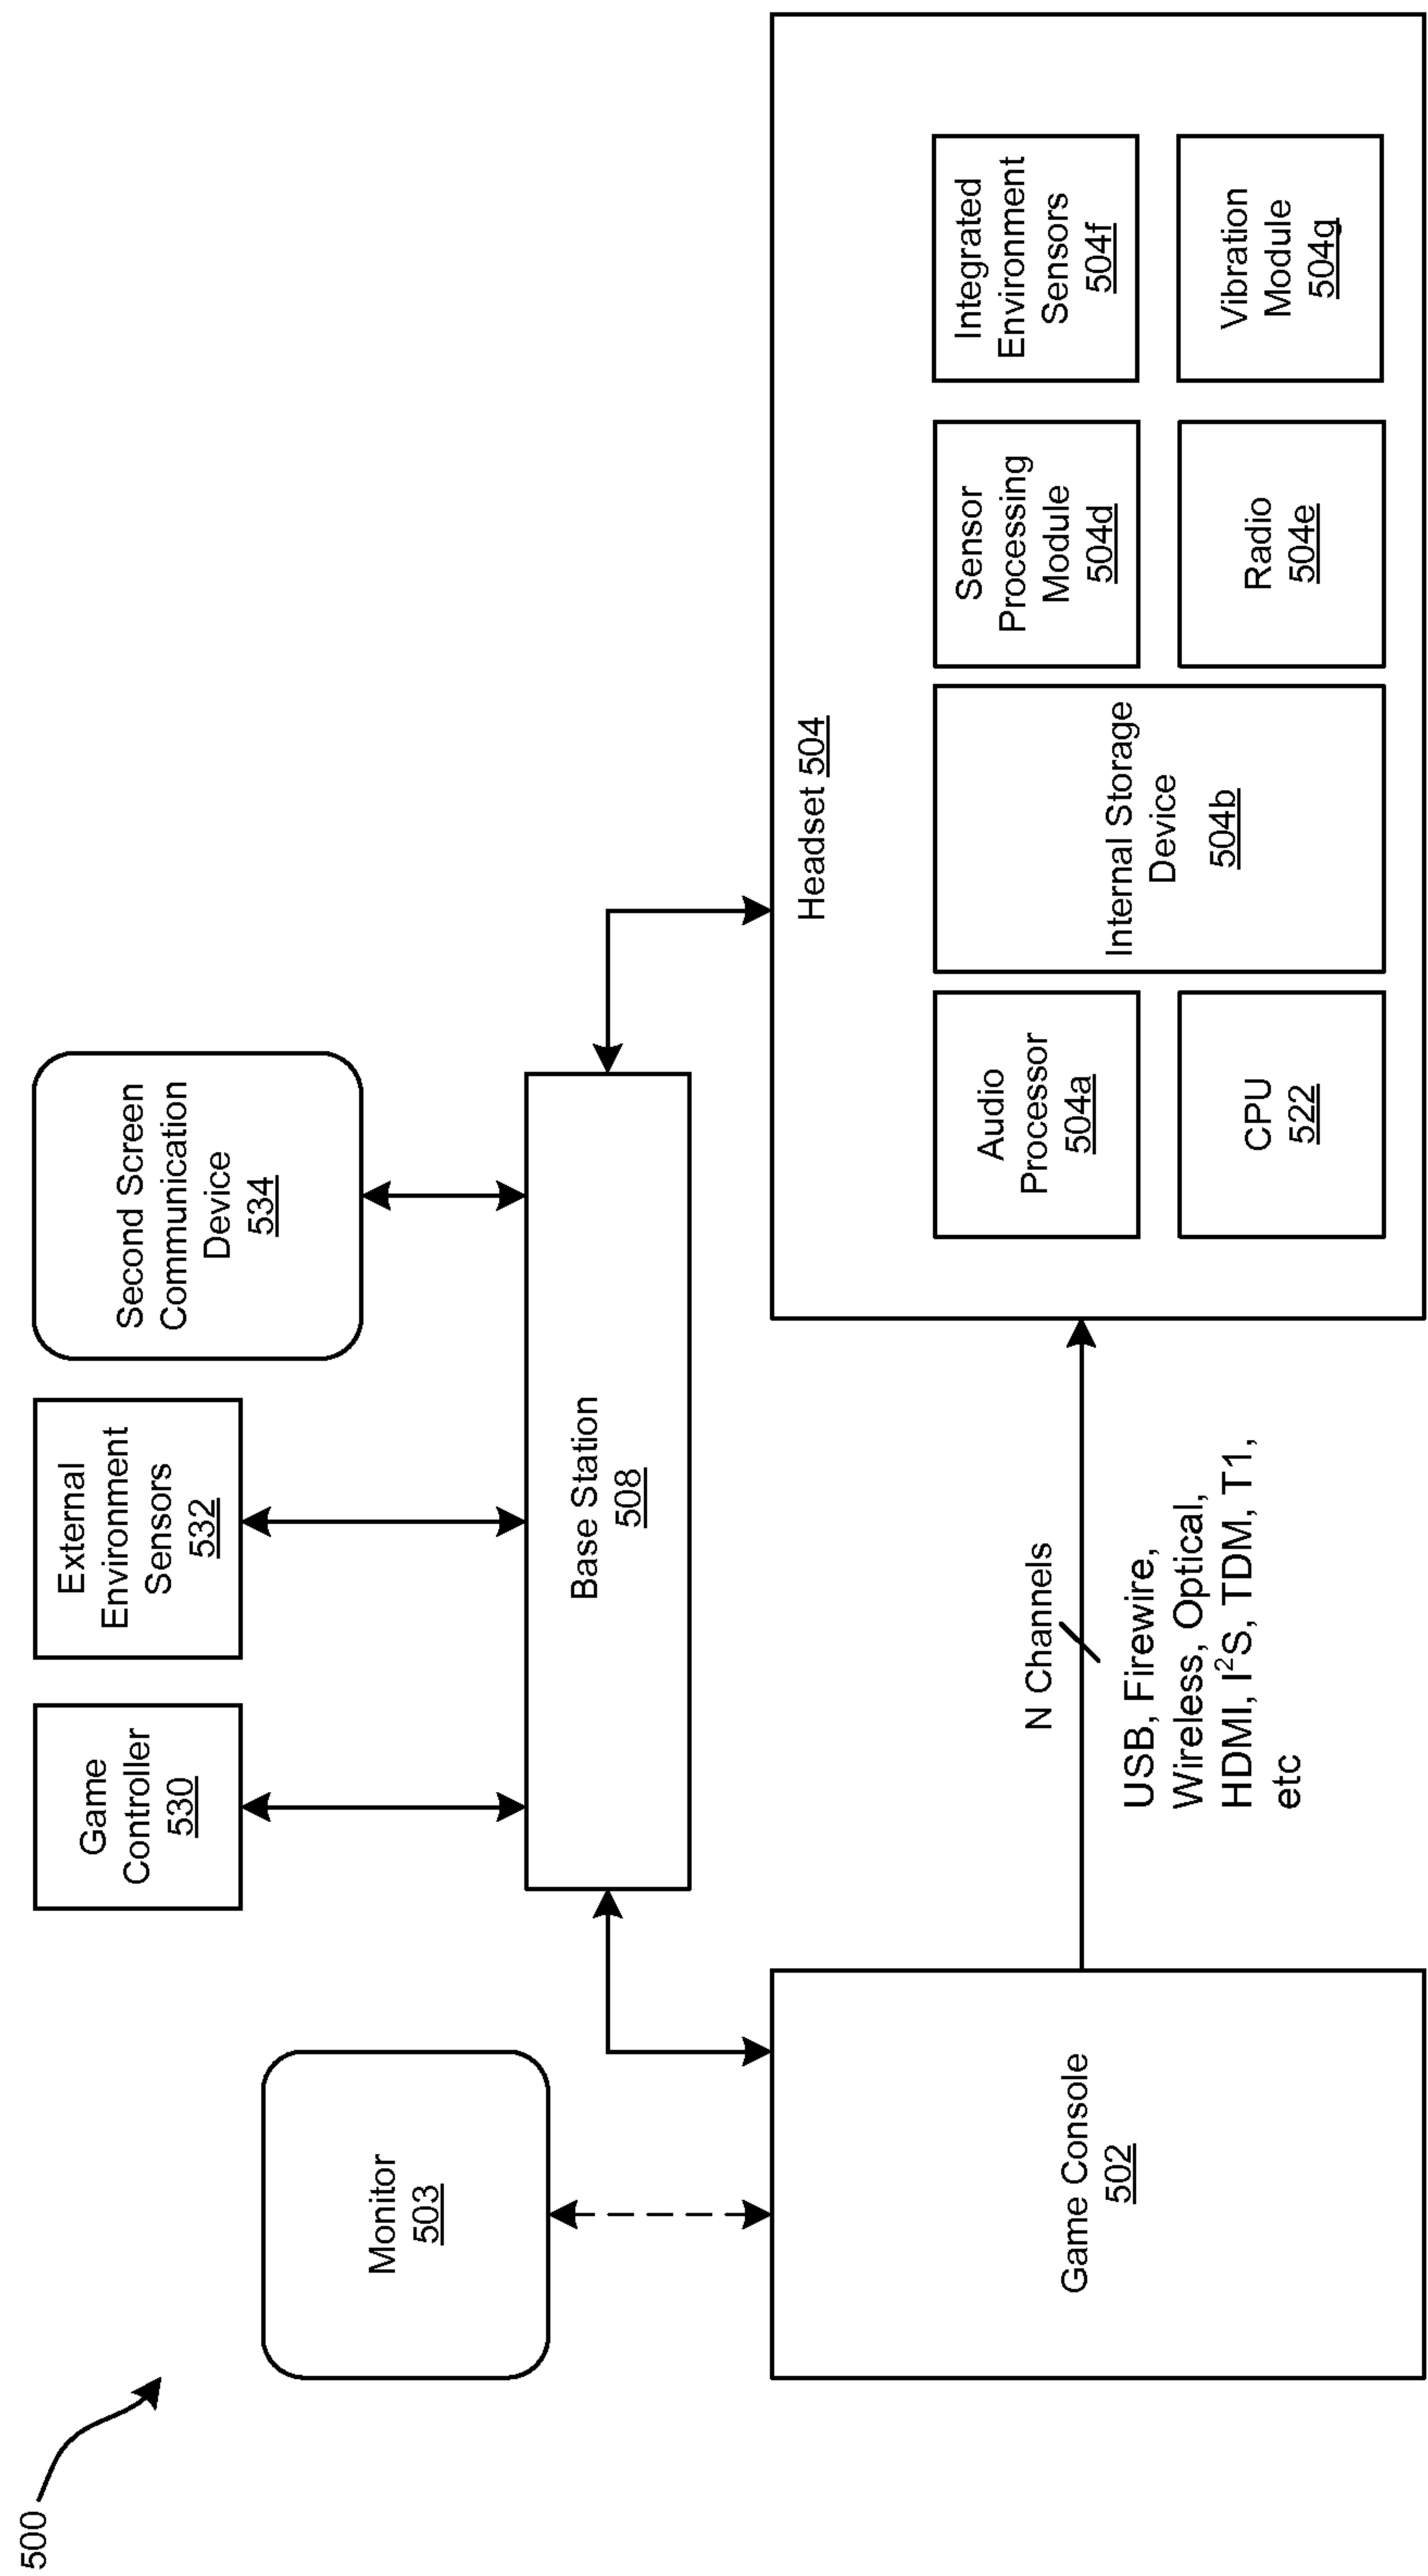 500
Monitor
503
Game
Controller
530
External
Environment
Sensors
532
Second Screen
Communication
Device
534
Base Station
508
Game Console
502
N Channels
USB, Firewire,
Wireless, Optical,
HDMI, I²S, TDM, T1,
etc
Headset 504
Audio
Processor
504a
CPU
522
Internal Storage
Device
504b
Sensor
Processing
Module
504d
Radio
504e
Integrated
Environment
Sensors
504f
Vibration
Module
504g